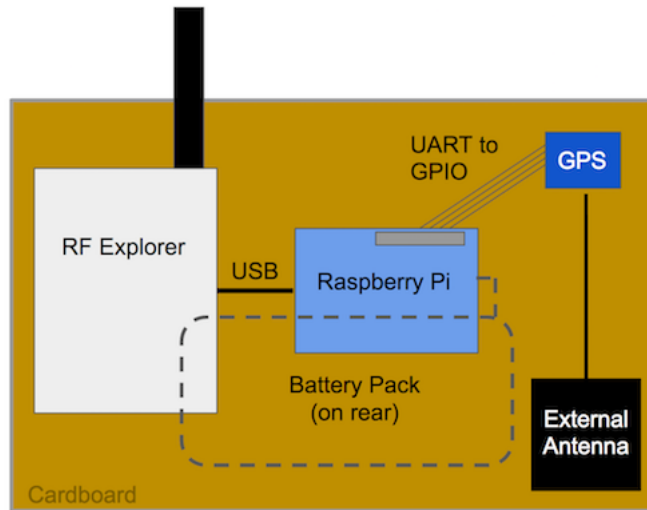 UART to
GPIO
GPS
RF Explorer
USB
Raspberry Pi
Battery Pack
(on rear)
External
Antenna
Cardboard